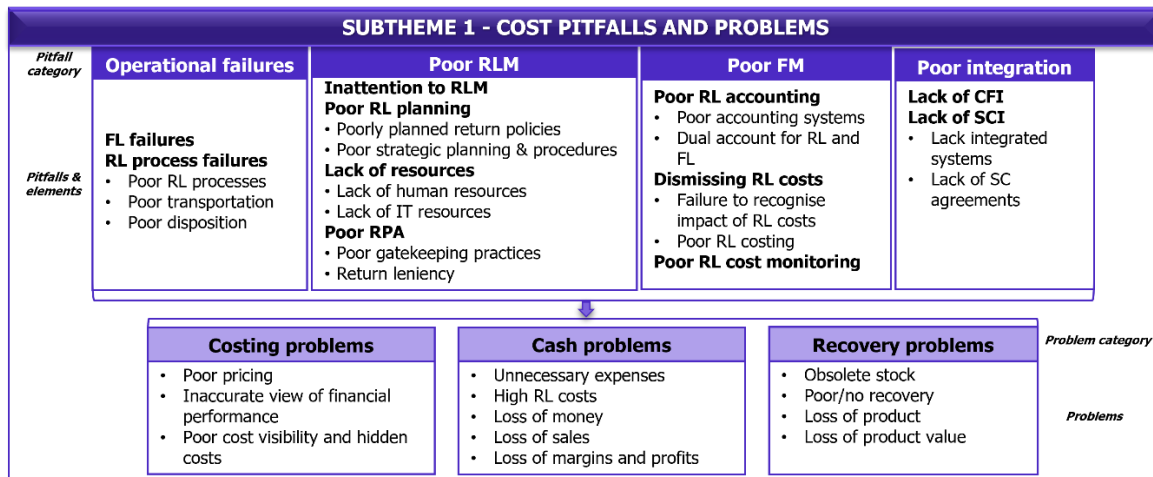 SUBTHEME 1 - COST PITFALLS AND PROBLEMS
Pitfall
category
Operational failures
Poor RLM
Poor FM
Poor integration
Pitfalls &
elements
FL failures
RL process failures
• Poor RL processes
• Poor transportation
• Poor disposition
Inattention to RLM
Poor RL planning
• Poorly planned return policies
• Poor strategic planning & procedures
Lack of resources
• Lack of human resources
• Lack of IT resources
Poor RPA
• Poor gatekeeping practices
• Return leniency
Poor RL accounting
• Poor accounting systems
• Dual account for RL and
FL
Dismissing RL costs
• Failure to recognise
impact of RL costs
• Poor RL costing
Poor RL cost monitoring
Lack of CFI
Lack of SCI
• Lack integrated
systems
• Lack of SC
agreements
Costing problems
Cash problems
Recovery problems
Problem category
• Poor pricing
• Inaccurate view of financial
performance
• Poor cost visibility and hidden
costs
• Unnecessary expenses
• High RL costs
• Loss of money
• Loss of sales
• Loss of margins and profits
• Obsolete stock
• Poor/no recovery
• Loss of product
• Loss of product value
Problems